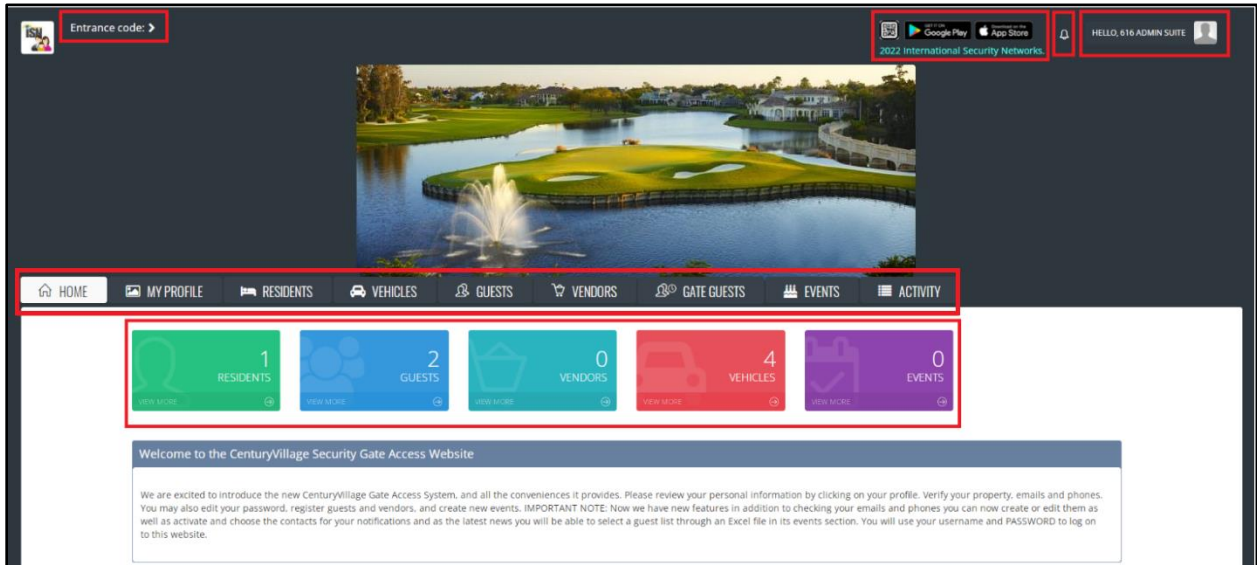 iSN
Entrance code: >
GET IT ON
Google Play
Download on the
App Store
2022 International Security Networks.
HELLO, 616 ADMIN SUITE
HOME
MY PROFILE
RESIDENTS
VEHICLES
GUESTS
VENDORS
GATE GUESTS
EVENTS
ACTIVITY
1
RESIDENTS
VIEW MORE
2
GUESTS
VIEW MORE
0
VENDORS
VIEW MORE
4
VEHICLES
VIEW MORE
0
EVENTS
VIEW MORE
Welcome to the CenturyVillage Security Gate Access Website
We are excited to introduce the new CenturyVillage Gate Access System, and all the conveniences it provides. Please review your personal information by clicking on your profile. Verify your property, emails and phones.
You may also edit your password, register guests and vendors, and create new events. IMPORTANT NOTE: Now we have new features in addition to checking your emails and phones you can now create or edit them as
well as activate and choose the contacts for your notifications and as the latest news you will be able to select a guest list through an Excel file in its events section. You will use your username and PASSWORD to log on
to this website.